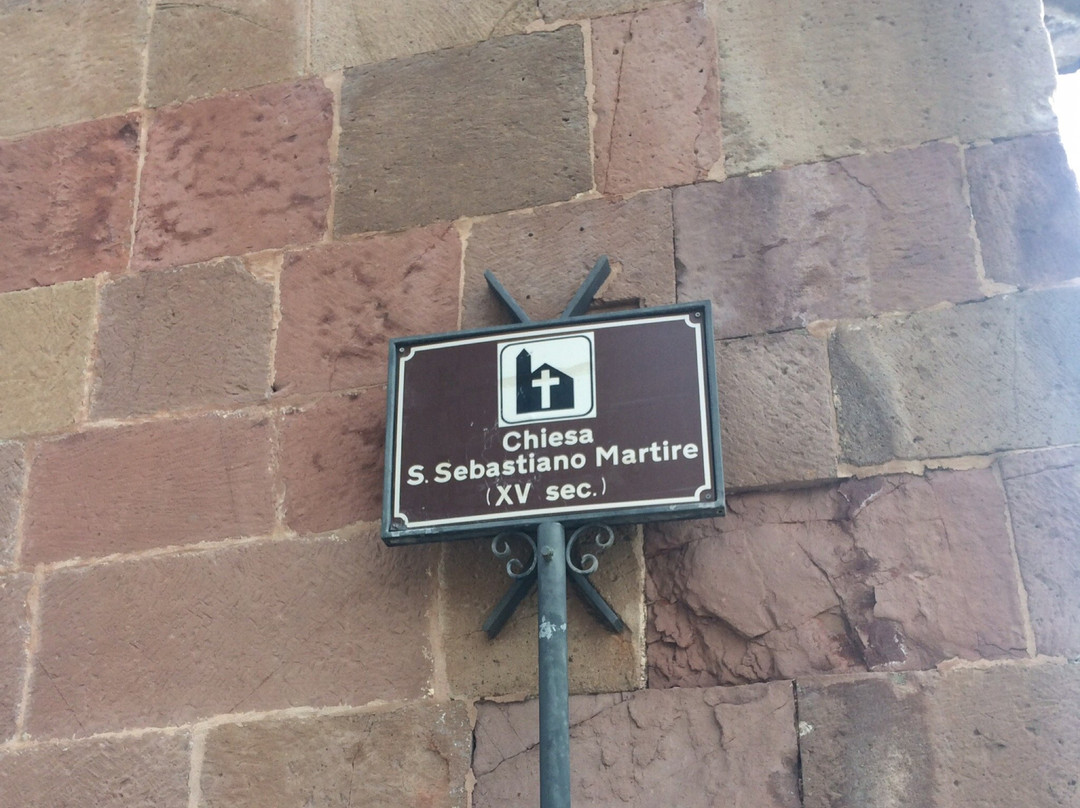 Chiesa
S. Sebastiano Martire
(XV sec.)